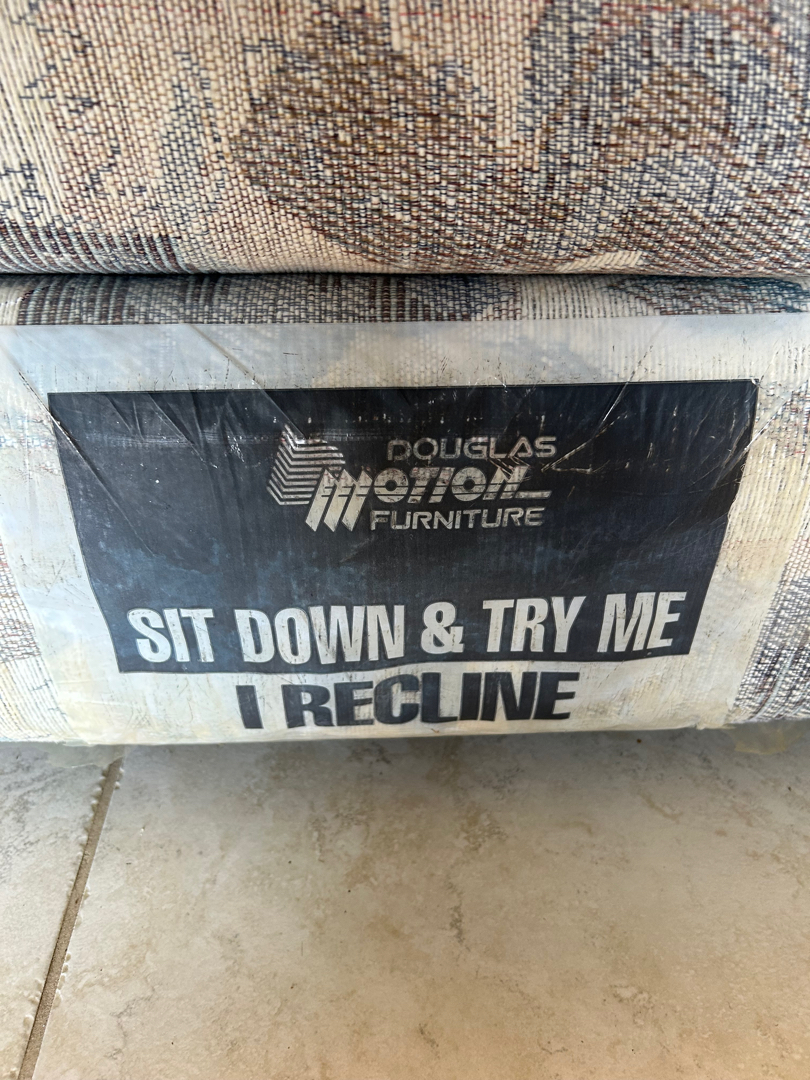 DOUGLAS
MOTION
FURNITURE
SIT DOWN & TRY ME
I RECLINE